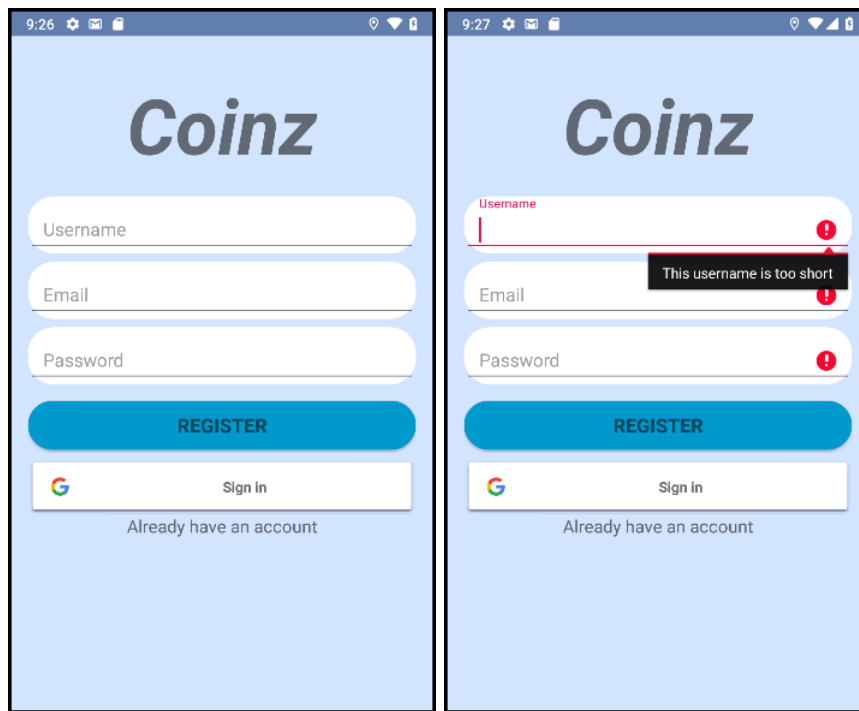 9:26
Coinz
Username
Email
Password
REGISTER
Sign in
Already have an account
9:27
Coinz
Username
This username is too short
Email
Password
REGISTER
Sign in
Already have an account